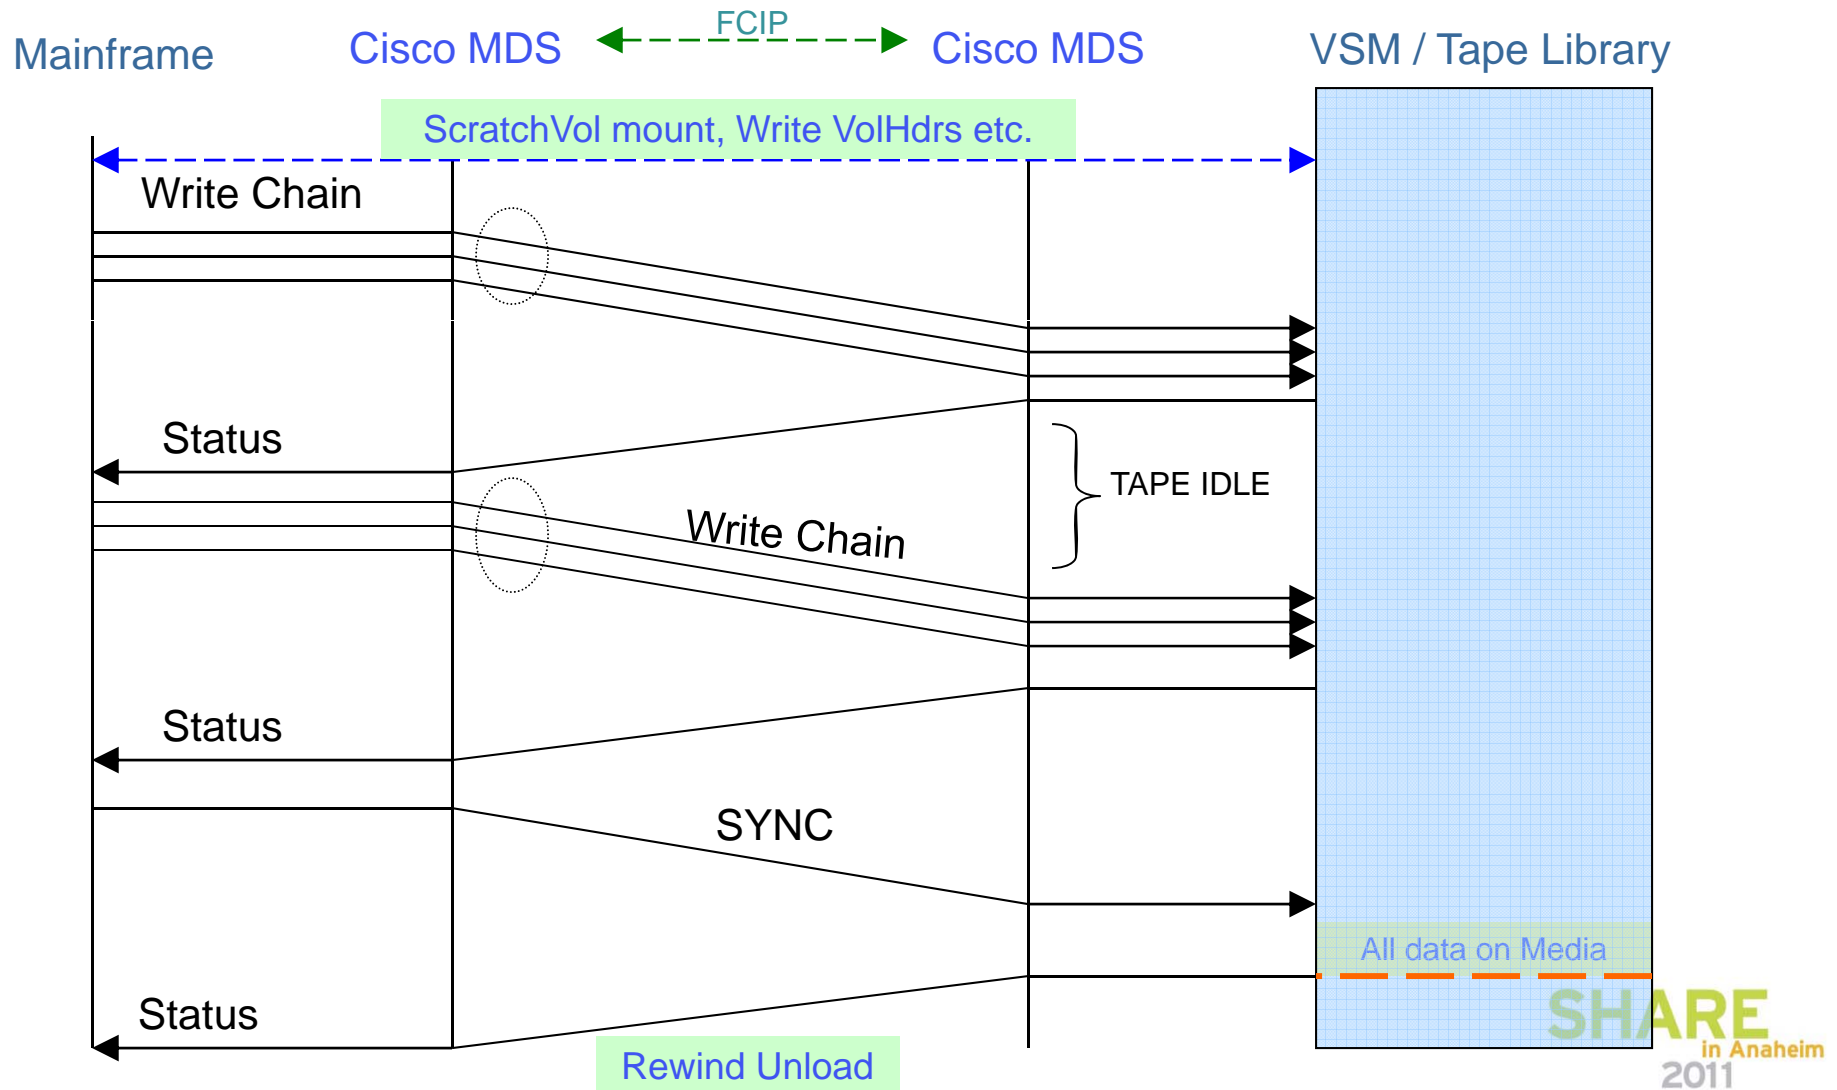 FCIP
Mainframe
Cisco MDS
Cisco MDS
VSM / Tape Library
ScratchVol mount, Write VolHdrs etc.
Write Chain
Status
TAPE IDLE
Write Chain
Status
SYNC
All data on Media
Status
Rewind Unload
SHARE
in Anaheim
2011